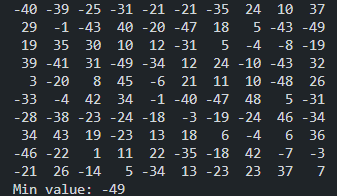 -40 -39 -25 -31 -21 -21 -35 24 10 37
29 -1 -43 40 -20 -47 18 5 -43 -49
19 35 30 10 12 -31 5 -4 -8 -19
39 -41 31 -49 -34 12 24 -10 -43 32
3 -20 8 45 -6 21 11 10 -48 26
-33 -4 42 34 -1 -40 -47 48 5 -31
-28 -38 -23 -24 -18 -3 -19 -24 46 -34
34 43 19 -23 13 18 6 -4 6 36
-46 -22 1 11 22 -35 -18 42 -7 -3
-21 26 -14 5 -34 13 -23 23 37 7
Min value: -49